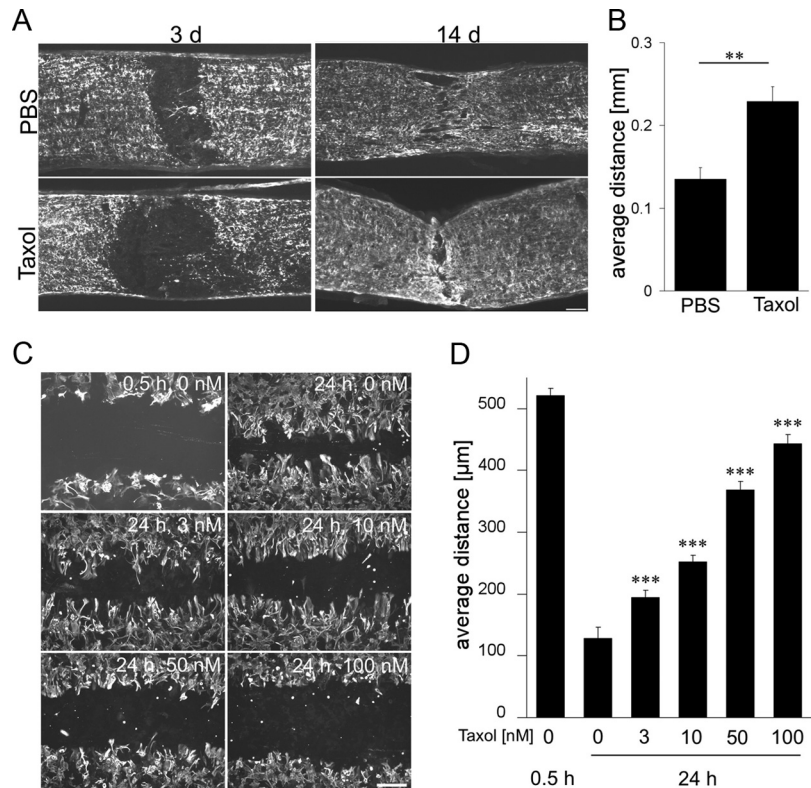 A
3 d
14 d
PBS
Taxol
B
average distance [mm]
0.3
**
0.2
0.1
0
PBS Taxol
C
0.5 h, 0 nM
24 h, 0 nM
24 h, 3 nM
24 h, 10 nM
24 h, 50 nM
24 h, 100 nM
D
average distance [µm]
500
400
300
200
100
0
***
***
***
***
Taxol [nM] 0 0 3 10 50 100
0.5 h 24 h